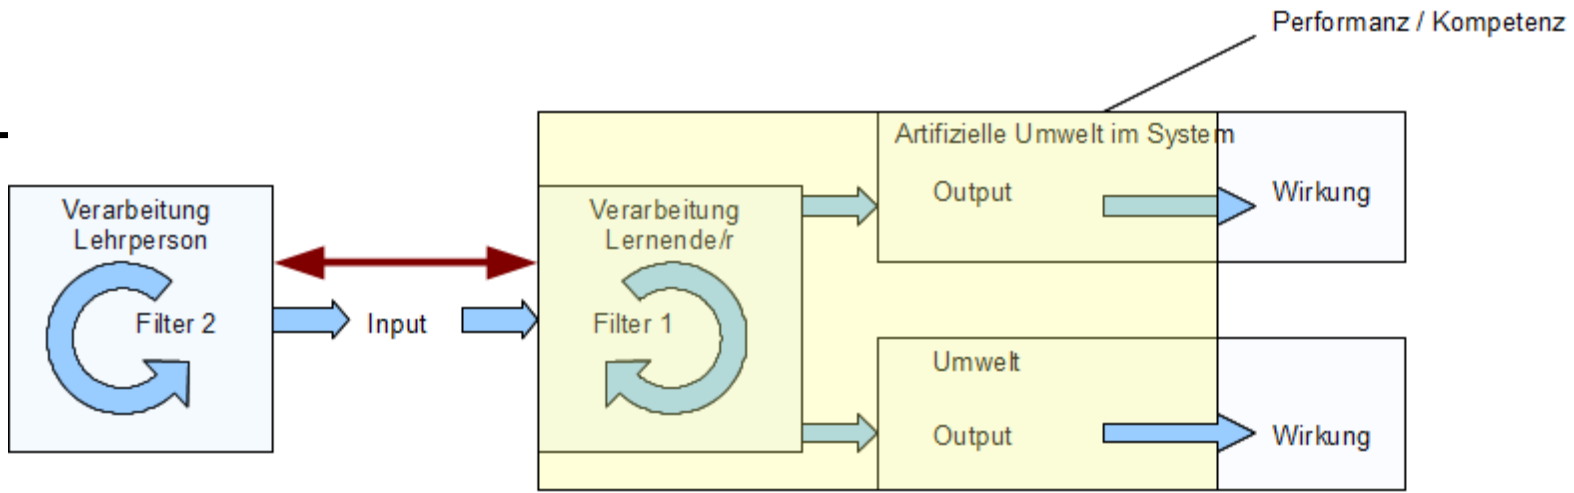 Performanz / Kompetenz
Artifizielle Umwelt im System
Output
Wirkung
Verarbeitung
Lehrperson
Filter 2
Input
Verarbeitung
Lernende/r
Filter 1
Umwelt
Output
Wirkung